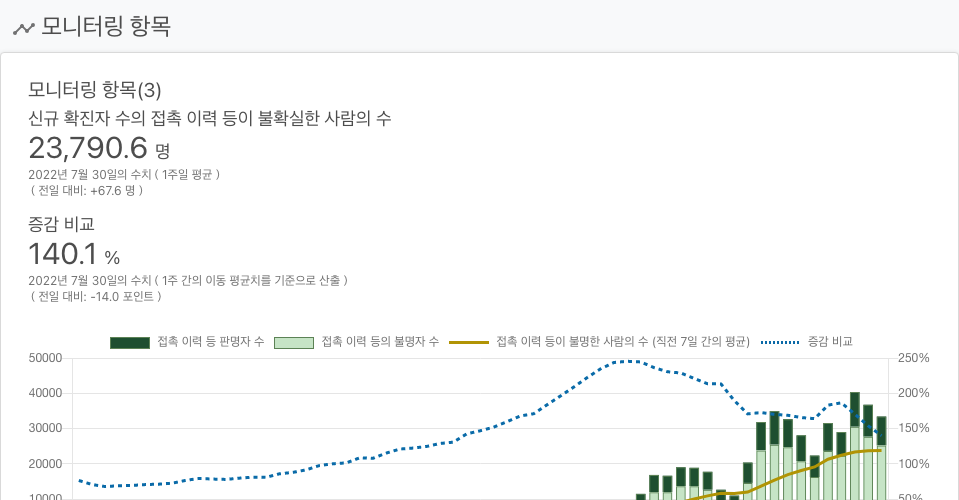 모니터링 항목
모니터링 항목(3)
신규 확진자 수의 접촉 이력 등이 불확실한 사람의 수
23,790.6 명
2022년 7월 30일의 수치 ( 1주일 평균 )
( 전일 대비: +67.6 명 )
증감 비교
140.1 %
2022년 7월 30일의 수치 ( 1주 간의 이동 평균치를 기준으로 산출 )
( 전일 대비: -14.0 포인트 )
접촉 이력 등 판명자 수 접촉 이력 등의 불명자 수 접촉 이력 등이 불명한 사람의 수 (직전 7일 간의 평균) 증감 비교
50000 250%
40000 200%
30000 150%
20000 100%
10000 50%